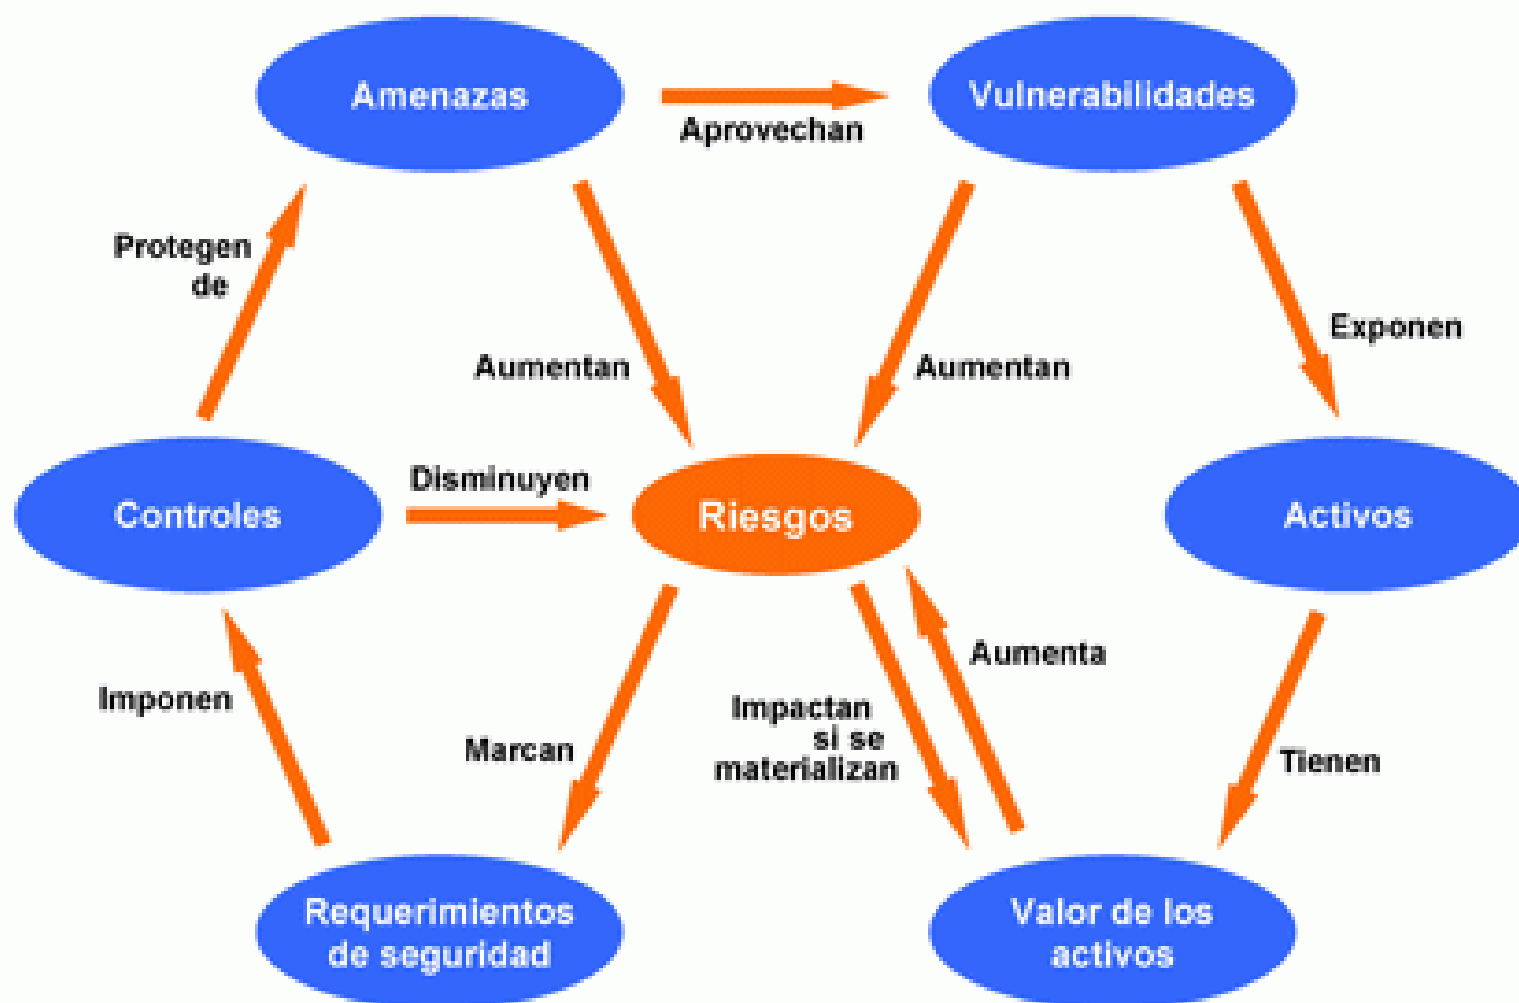 Amenazas
Vulnerabilidades
Aprovechan
Protegen
de
Exponen
Aumentan
Aumentan
Disminuyen
Controles
Riesgos
Activos
Aumenta
Imponen
Impactan
si se
materializan
Marcan
Tienen
Requerimientos
de seguridad
Valor de los
activos